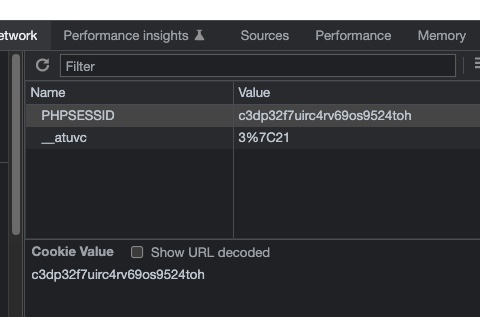 etwork Performance insights Sources Performance Memory
Filter
Name Value
PHPSESSID c3dp32f7uirc4rv69os9524toh
__atuvc 3%7C21
Cookie Value Show URL decoded
c3dp32f7uirc4rv69os9524toh